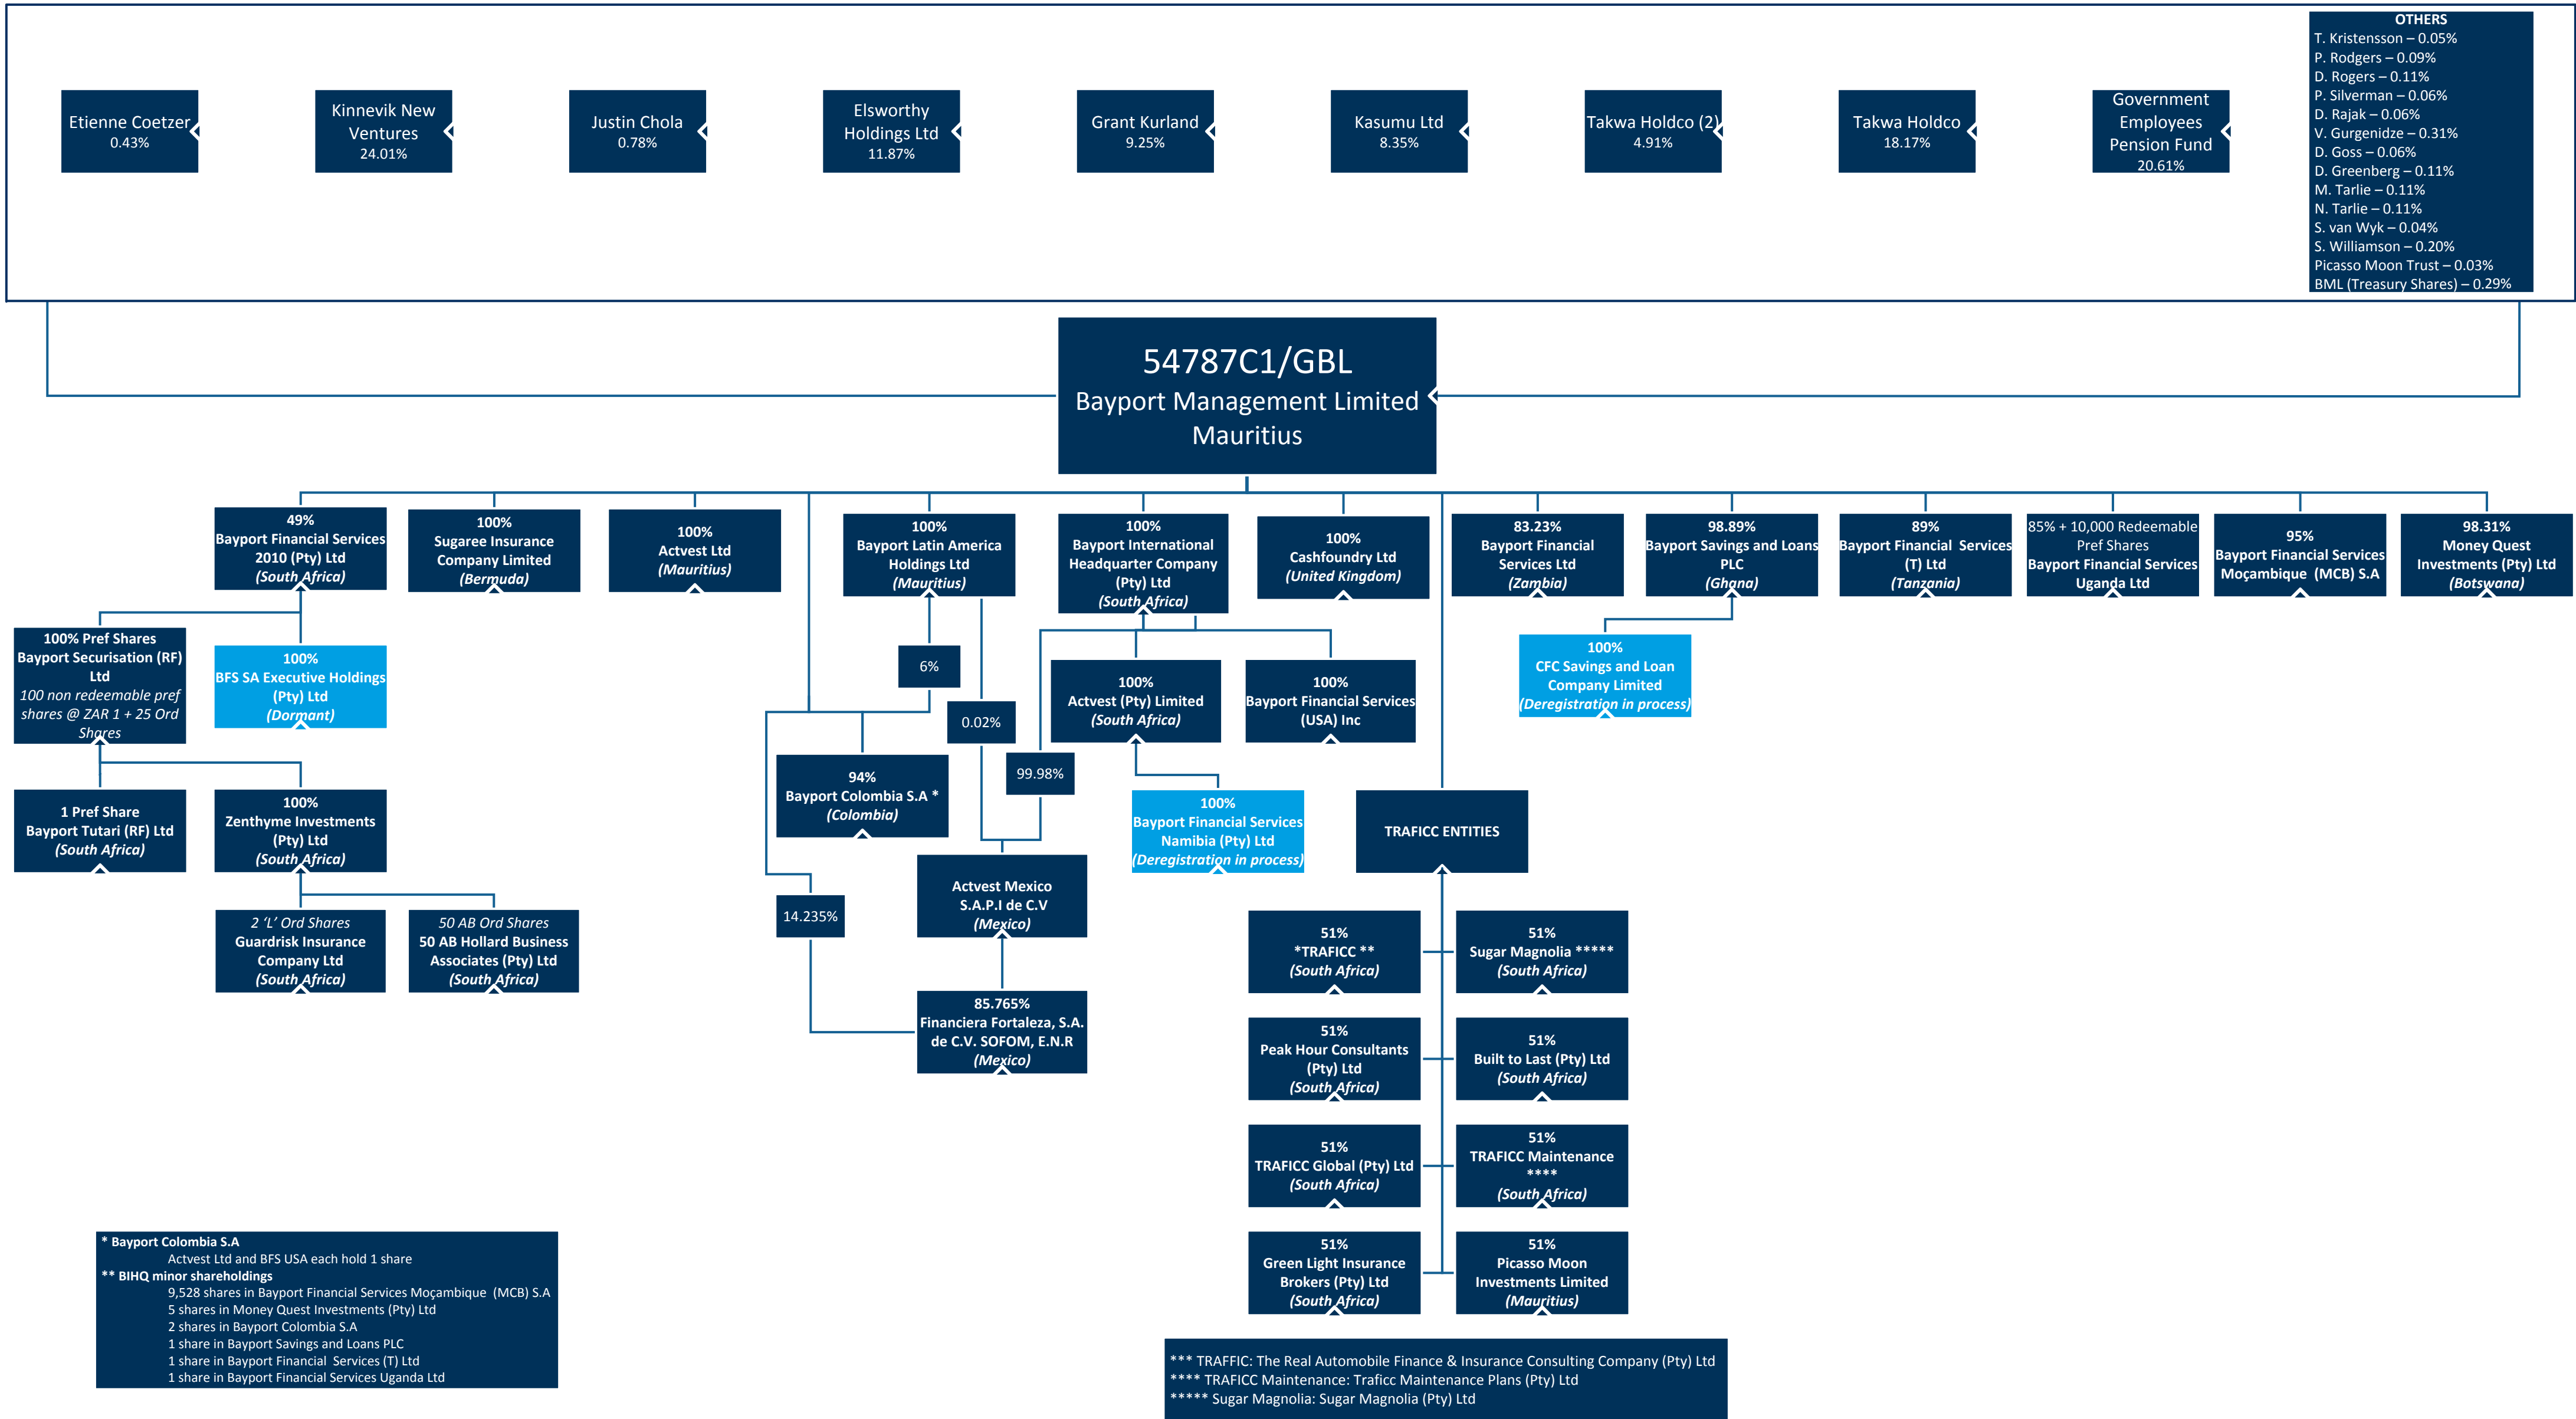 Etienne Coetzer
0.43%
Kinnevik New
Ventures
24.01%
Justin Chola
0.78%
Elsworthy
Holdings Ltd
11.87%
Grant Kurland
9.25%
Kasumu Ltd
8.35%
Takwa Holdco (2)
4.91%
Takwa Holdco
18.17%
Government
Employees
Pension Fund
20.61%
OTHERS
T. Kristensson – 0.05%
P. Rodgers – 0.09%
D. Rogers – 0.11%
P. Silverman – 0.06%
D. Rajak – 0.06%
V. Gurgenidze – 0.31%
D. Goss – 0.06%
D. Greenberg – 0.11%
M. Tarlie – 0.11%
N. Tarlie – 0.11%
S. van Wyk – 0.04%
S. Williamson – 0.20%
Picasso Moon Trust – 0.03%
BML (Treasury Shares) – 0.29%
54787C1/GBL
Bayport Management Limited
Mauritius
49%
Bayport Financial Services
2010 (Pty) Ltd
(South Africa)
100%
Sugaree Insurance
Company Limited
(Bermuda)
100%
Actvest Ltd
(Mauritius)
100%
Bayport Latin America
Holdings Ltd
(Mauritius)
100%
Bayport International
Headquarter Company
(Pty) Ltd
(South Africa)
100%
Cashfoundry Ltd
(United Kingdom)
83.23%
Bayport Financial
Services Ltd
(Zambia)
98.89%
Bayport Savings and Loans
PLC
(Ghana)
89%
Bayport Financial Services
(T) Ltd
(Tanzania)
85% + 10,000 Redeemable
Pref Shares
Bayport Financial Services
Uganda Ltd
95%
Bayport Financial Services
Moçambique (MCB) S.A
98.31%
Money Quest
Investments (Pty) Ltd
(Botswana)
100% Pref Shares
Bayport Securisation (RF)
Ltd
100 non redeemable pref
shares @ ZAR 1 + 25 Ord
Shares
100%
BFS SA Executive Holdings
(Pty) Ltd
(Dormant)
6%
0.02%
99.98%
100%
Actvest (Pty) Limited
(South Africa)
100%
Bayport Financial Services
(USA) Inc
100%
CFC Savings and Loan
Company Limited
(Deregistration in process)
1 Pref Share
Bayport Tutari (RF) Ltd
(South Africa)
100%
Zenthyme Investments
(Pty) Ltd
(South Africa)
94%
Bayport Colombia S.A *
(Colombia)
100%
Bayport Financial Services
Namibia (Pty) Ltd
(Deregistration in process)
TRAFICC ENTITIES
2 ‘L’ Ord Shares
Guardrisk Insurance
Company Ltd
(South Africa)
50 AB Ord Shares
50 AB Hollard Business
Associates (Pty) Ltd
(South Africa)
14.235%
Actvest Mexico
S.A.P.I de C.V
(Mexico)
85.765%
Financiera Fortaleza, S.A.
de C.V. SOFOM, E.N.R
(Mexico)
51%
*TRAFICC **
(South Africa)
51%
Sugar Magnolia *****
(South Africa)
51%
Peak Hour Consultants
(Pty) Ltd
(South Africa)
51%
Built to Last (Pty) Ltd
(South Africa)
51%
TRAFICC Global (Pty) Ltd
(South Africa)
51%
TRAFICC Maintenance
****
(South Africa)
51%
Green Light Insurance
Brokers (Pty) Ltd
(South Africa)
51%
Picasso Moon
Investments Limited
(Mauritius)
* Bayport Colombia S.A
Actvest Ltd and BFS USA each hold 1 share
** BIHQ minor shareholdings
9,528 shares in Bayport Financial Services Moçambique (MCB) S.A
5 shares in Money Quest Investments (Pty) Ltd
2 shares in Bayport Colombia S.A
1 share in Bayport Savings and Loans PLC
1 share in Bayport Financial Services (T) Ltd
1 share in Bayport Financial Services Uganda Ltd
*** TRAFFIC: The Real Automobile Finance & Insurance Consulting Company (Pty) Ltd
**** TRAFICC Maintenance: Traficc Maintenance Plans (Pty) Ltd
***** Sugar Magnolia: Sugar Magnolia (Pty) Ltd